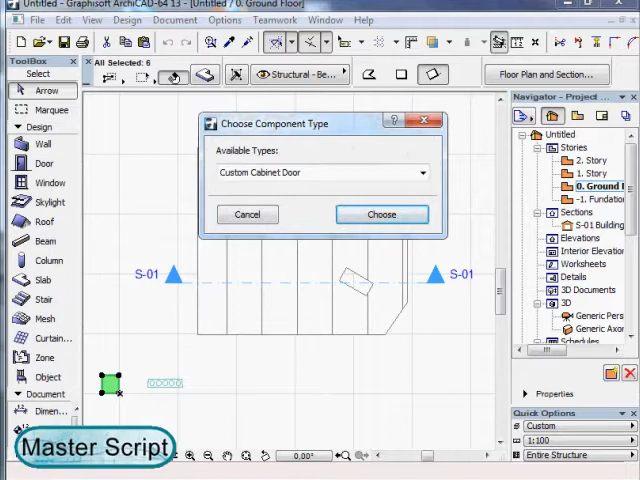 Untitled - Graphisoft ArchiCAD-64 13 - [Untitled / 0. Ground Floor]
File Edit View Design Document Options Teamwork Window Help
ToolBox
Select
Arrow
Marquee
Design
Wall
Door
Window
Skylight
Roof
Beam
Column
Slab
Stair
Mesh
Curtain...
Zone
Object
Document
Dimen...
All Selected: 6
Structural - Be...
Floor Plan and Section...
Choose Component Type
Available Types:
Custom Cabinet Door
Cancel
Choose
S-01
S-01
0.00°
Master Script
Navigator - Project ...
Untitled
Stories
2. Story
1. Story
0. Ground
-1. Foundation
Sections
S-01 Building
Elevations
Interior Elevation
Worksheets
Details
3D Documents
3D
Generic Pers
Generic Axon
Schedules
Properties
Quick Options
Custom
1:100
Entire Structure